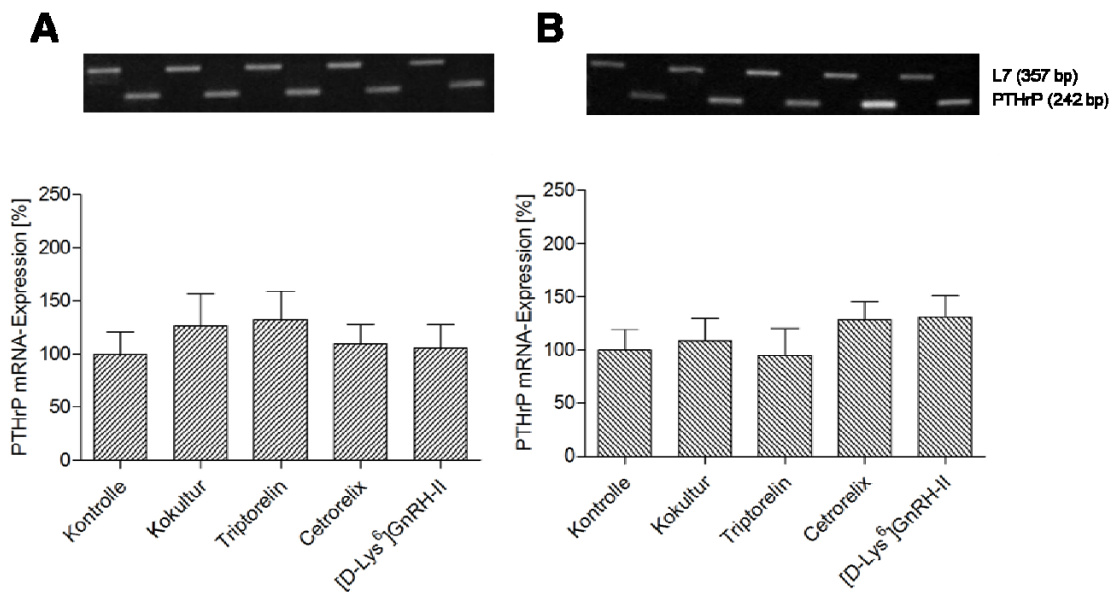 A
B
L7 (357 bp)
PTHrP (242 bp)
PTHrP mRNA-Expression [%]
250
200
150
100
50
0
Kontrolle
Kokultur
Triptorelin
Cetrorelix
[D-Lys⁶]GnRH-II
PTHrP mRNA-Expression [%]
250
200
150
100
50
0
Kontrolle
Kokultur
Triptorelin
Cetrorelix
[D-Lys⁶]GnRH-II